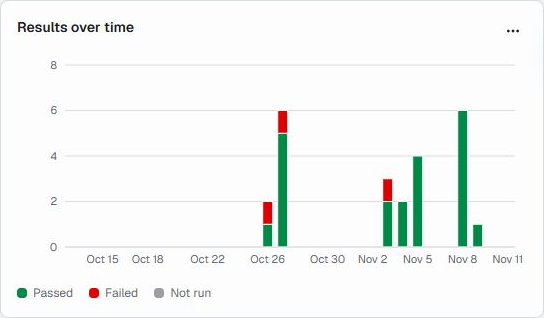 Results over time
...
8
6
4
2
0
Oct 15 Oct 18 Oct 22 Oct 26 Oct 30 Nov 2 Nov 5 Nov 8 Nov 11
Passed Failed Not run